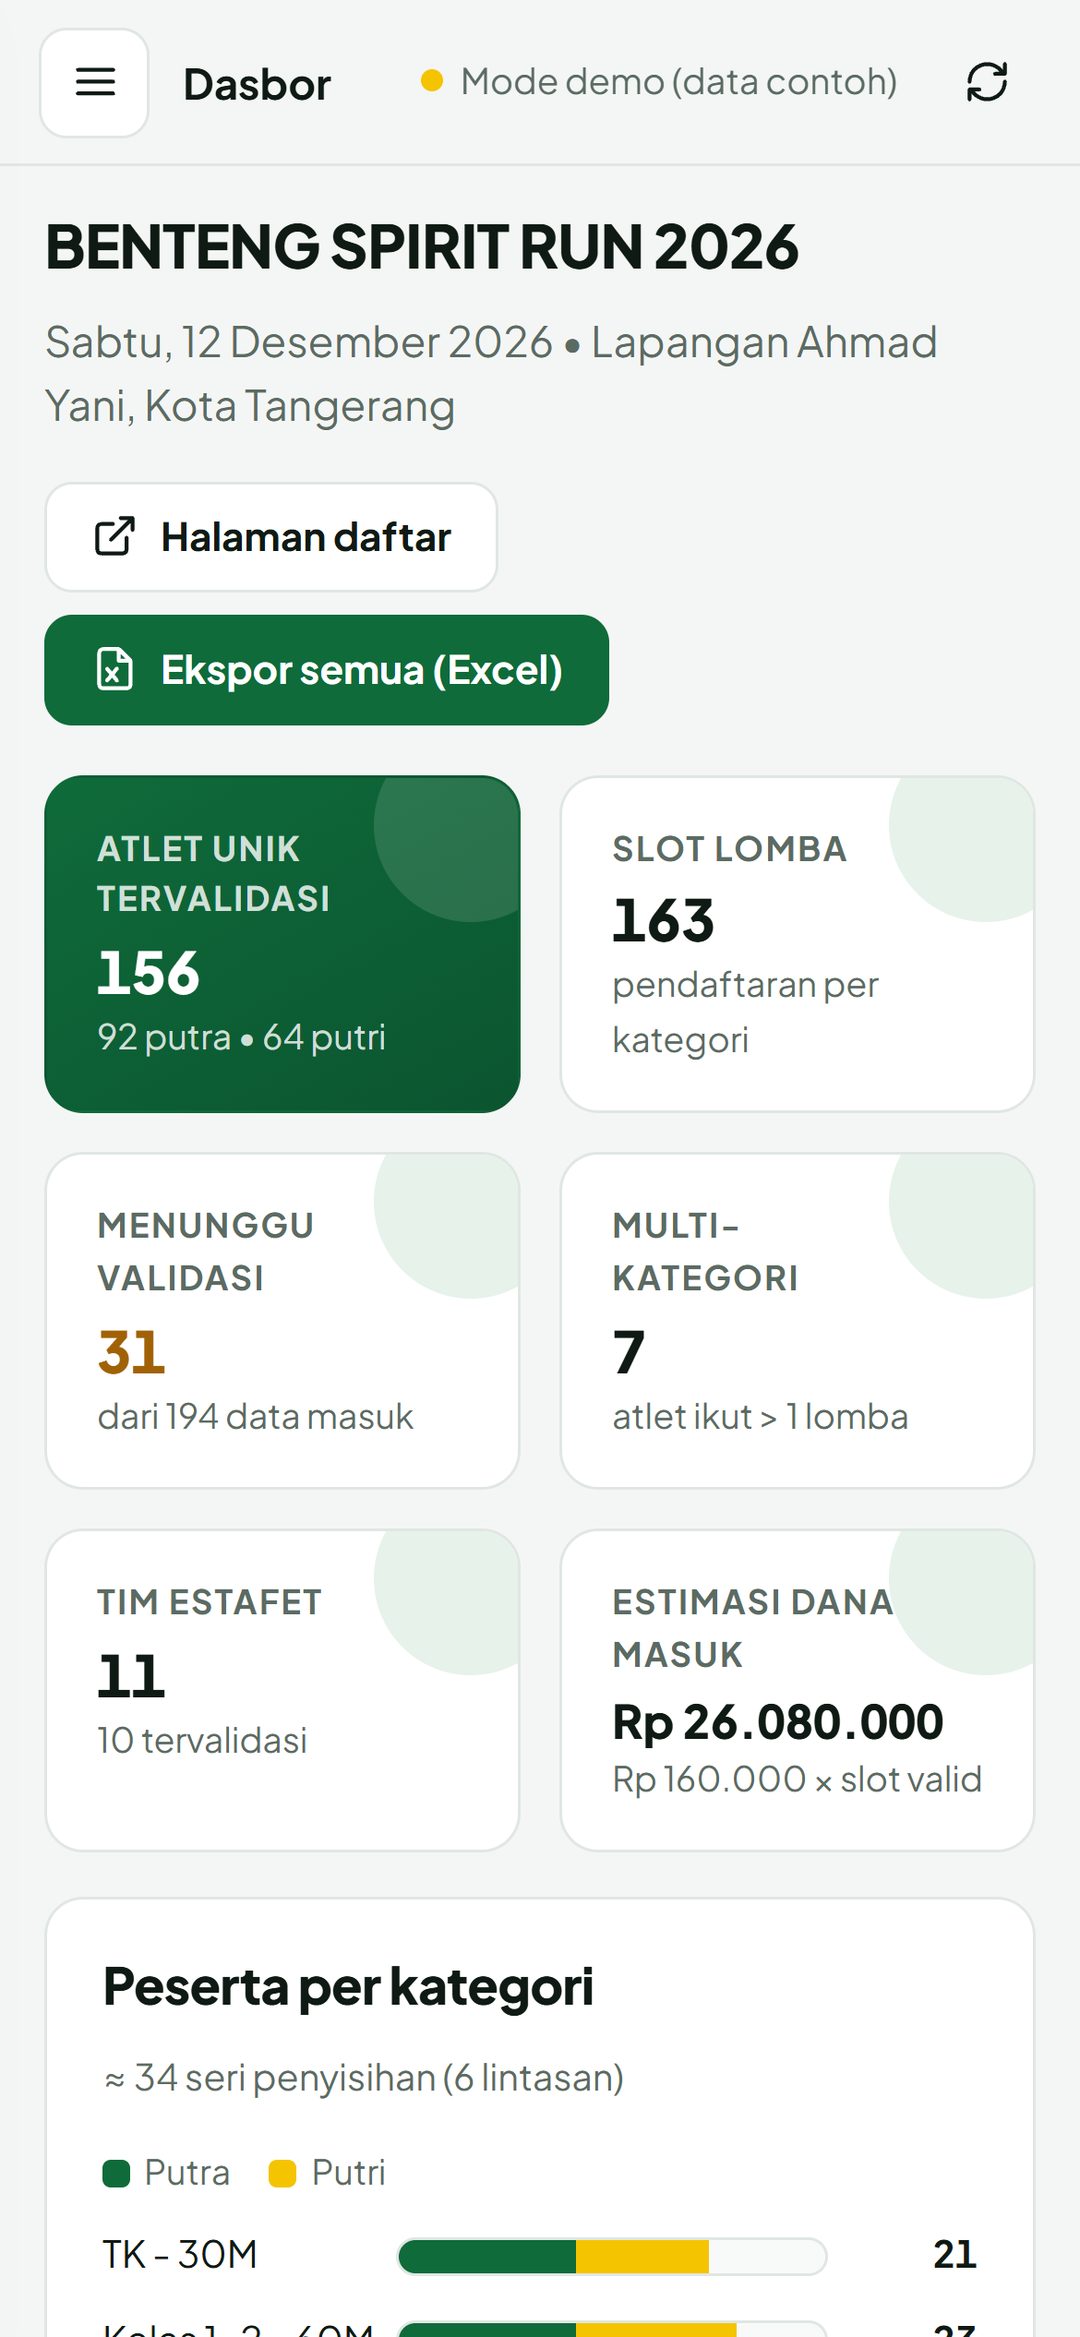 Dasbor
Mode demo (data contoh)
BENTENG SPIRIT RUN 2026
Sabtu, 12 Desember 2026 • Lapangan Ahmad
Yani, Kota Tangerang
Halaman daftar
Ekspor semua (Excel)
ATLET UNIK
TERVALIDASI
156
92 putra • 64 putri
SLOT LOMBA
163
pendaftaran per
kategori
MENUNGGU
VALIDASI
31
dari 194 data masuk
MULTI-
KATEGORI
7
atlet ikut > 1 lomba
TIM ESTAFET
11
10 tervalidasi
ESTIMASI DANA
MASUK
Rp 26.080.000
Rp 160.000 × slot valid
Peserta per kategori
≈ 34 seri penyisihan (6 lintasan)
Putra
Putri
TK - 30M
21